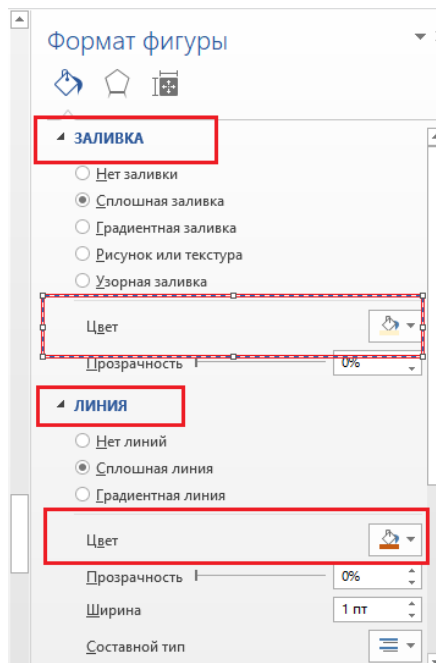 Формат фигуры
ЗАЛИВКА
Нет заливки
Сплошная заливка
Градиентная заливка
Рисунок или текстура
Узорная заливка
Цвет
Прозрачность 0%
ЛИНИЯ
Нет линий
Сплошная линия
Градиентная линия
Цвет
Прозрачность 0%
Ширина 1 пт
Составной тип